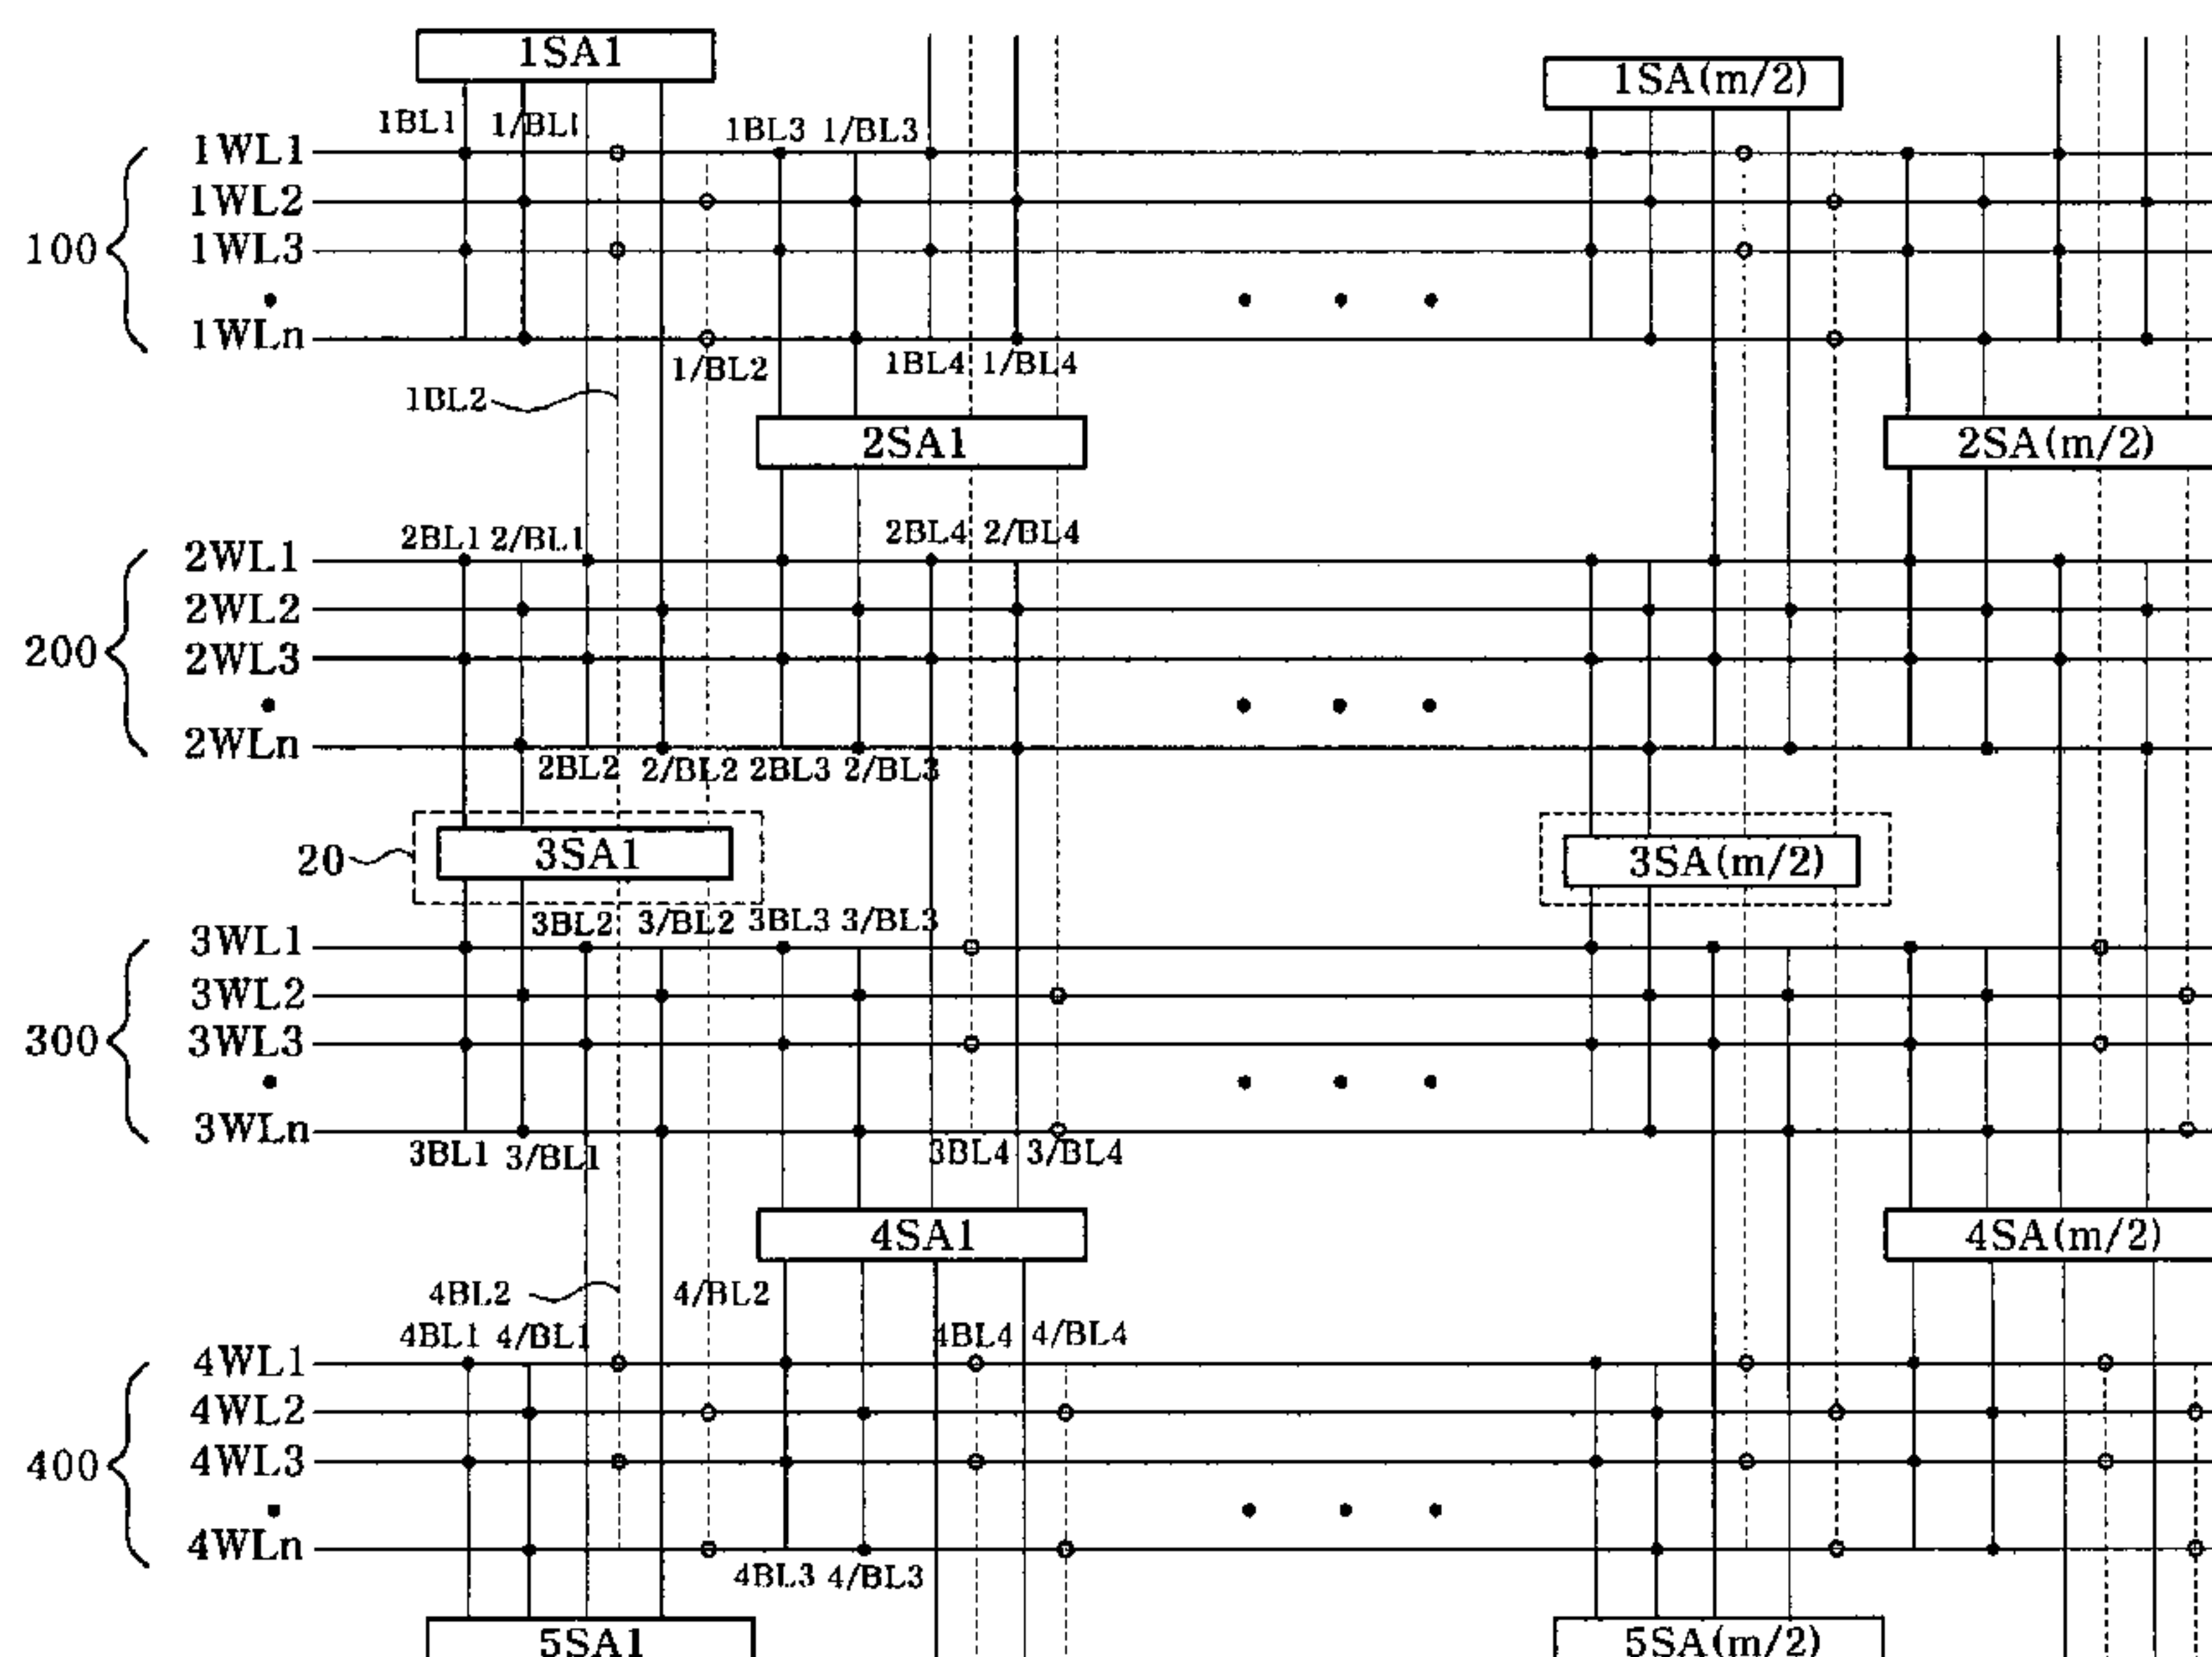 1SA1
1SA(m/2)
1BL1 1/BL1 1BL3 1/BL3
1WL1
1WL2
100 1WL3
1WLn
1/BL2 1BL4 1/BL4
1BL2
2SA1 2SA(m/2)
2BL1 2/BL1 2BL4 2/BL4
2WL1
2WL2
200 2WL3
2WLn
2BL2 2/BL2 2BL3 2/BL3
20 3SA1 3SA(m/2)
3BL2 3/BL2 3BL3 3/BL3
3WL1
3WL2
300 3WL3
3WLn
3BL1 3/BL1 3BL4 3/BL4
4SA1 4SA(m/2)
4BL2 4/BL2
4BL1 4/BL1 4BL4 4/BL4
4WL1
4WL2
400 4WL3
4WLn
4BL3 4/BL3
5SA1 5SA(m/2)